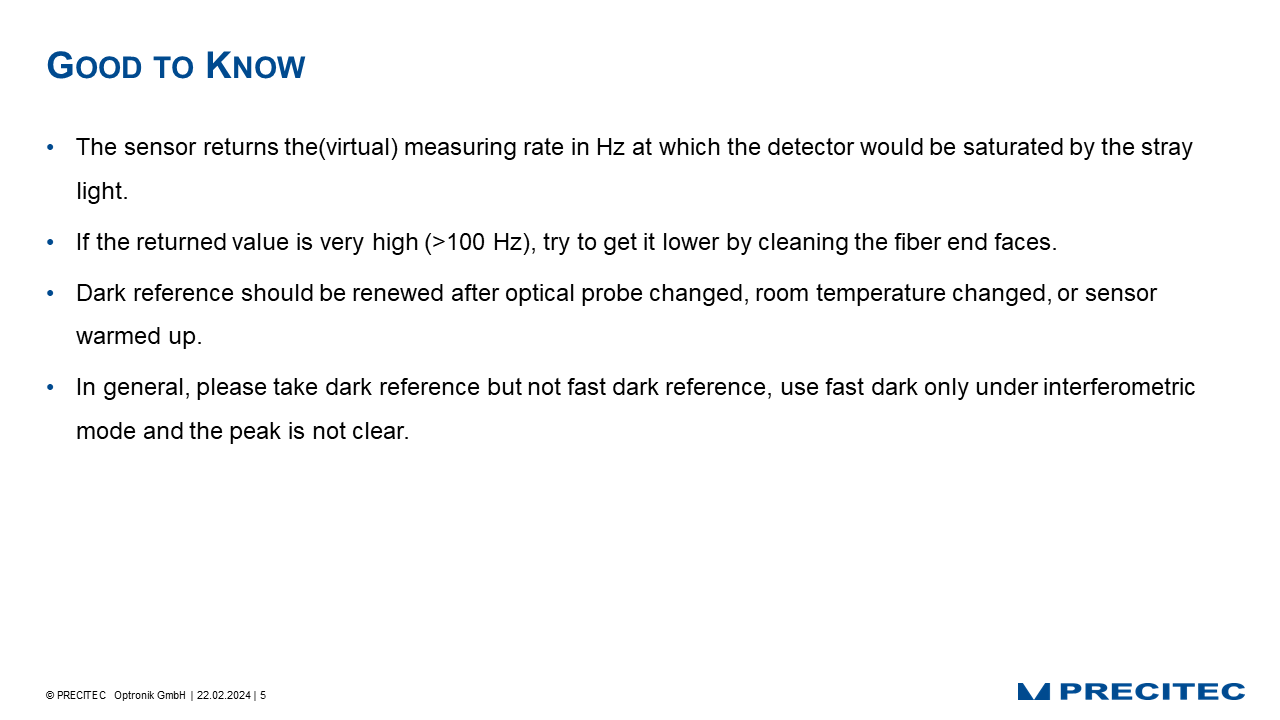 GOOD TO KNOW
• The sensor returns the(virtual) measuring rate in Hz at which the detector would be saturated by the stray
light.
• If the returned value is very high (>100 Hz), try to get it lower by cleaning the fiber end faces.
• Dark reference should be renewed after optical probe changed, room temperature changed, or sensor
warmed up.
• In general, please take dark reference but not fast dark reference, use fast dark only under interferometric
mode and the peak is not clear.
© PRECITEC Optronik GmbH | 22.02.2024 | 5
PRECITEC